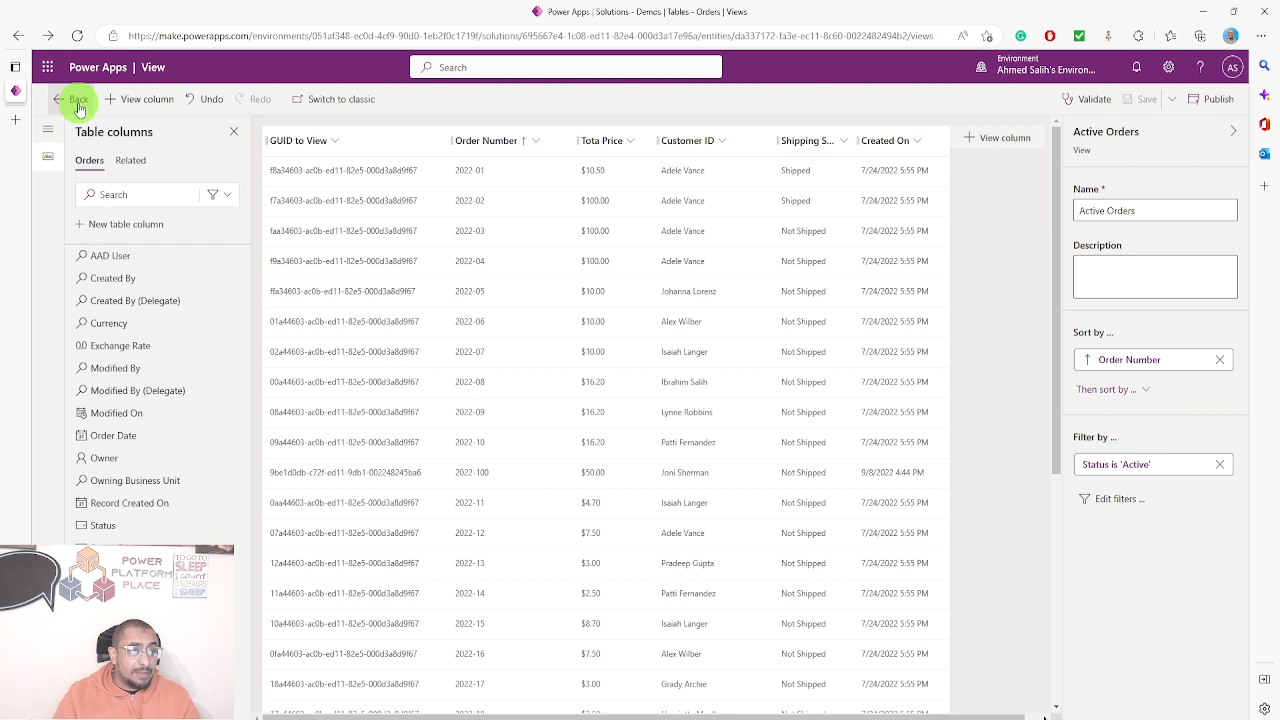 Power Apps | Solutions - Demos | Tables - Orders | Views
https://make.powerapps.com/environments/051af348-ec0d-4cf9-90d0-1eb2f0c1719f/solutions/695667e4-1c08-ed11-82e4-000d3a17e96a/entities/da337172-fa3e-ec11-8c60-0022482494b2/views
Power Apps | View
Search
Environment
Ahmed Salih's Environ...
AS
Back
View column
Undo
Redo
Switch to classic
Validate
Save
Publish
Table columns
Orders
Related
Search
New table column
AAD User
Created By
Created By (Delegate)
Currency
0.0 Exchange Rate
Modified By
Modified By (Delegate)
Modified On
Order Date
Owner
Owning Business Unit
Record Created On
Status
GUID to View Order Number ↑ Tota Price Customer ID Shipping S... Created On
f8a34603-ac0b-ed11-82e5-000d3a8d9f67 2022-01 $10.50 Adele Vance Shipped 7/24/2022 5:55 PM
f7a34603-ac0b-ed11-82e5-000d3a8d9f67 2022-02 $100.00 Adele Vance Shipped 7/24/2022 5:55 PM
faa34603-ac0b-ed11-82e5-000d3a8d9f67 2022-03 $100.00 Adele Vance Not Shipped 7/24/2022 5:55 PM
f9a34603-ac0b-ed11-82e5-000d3a8d9f67 2022-04 $100.00 Adele Vance Not Shipped 7/24/2022 5:55 PM
ffa34603-ac0b-ed11-82e5-000d3a8d9f67 2022-05 $10.00 Johanna Lorenz Not Shipped 7/24/2022 5:55 PM
01a44603-ac0b-ed11-82e5-000d3a8d9f67 2022-06 $10.00 Alex Wilber Not Shipped 7/24/2022 5:55 PM
02a44603-ac0b-ed11-82e5-000d3a8d9f67 2022-07 $10.00 Isaiah Langer Not Shipped 7/24/2022 5:55 PM
00a44603-ac0b-ed11-82e5-000d3a8d9f67 2022-08 $16.20 Ibrahim Salih Not Shipped 7/24/2022 5:55 PM
08a44603-ac0b-ed11-82e5-000d3a8d9f67 2022-09 $16.20 Lynne Robbins Not Shipped 7/24/2022 5:55 PM
09a44603-ac0b-ed11-82e5-000d3a8d9f67 2022-10 $16.20 Patti Fernandez Not Shipped 7/24/2022 5:55 PM
9be1d0db-c72f-ed11-9db1-002248245ba6 2022-100 $50.00 Joni Sherman Not Shipped 9/8/2022 4:44 PM
0aa44603-ac0b-ed11-82e5-000d3a8d9f67 2022-11 $4.70 Isaiah Langer Not Shipped 7/24/2022 5:55 PM
07a44603-ac0b-ed11-82e5-000d3a8d9f67 2022-12 $7.50 Adele Vance Not Shipped 7/24/2022 5:55 PM
12a44603-ac0b-ed11-82e5-000d3a8d9f67 2022-13 $3.00 Pradeep Gupta Not Shipped 7/24/2022 5:55 PM
11a44603-ac0b-ed11-82e5-000d3a8d9f67 2022-14 $2.50 Patti Fernandez Not Shipped 7/24/2022 5:55 PM
10a44603-ac0b-ed11-82e5-000d3a8d9f67 2022-15 $8.70 Isaiah Langer Not Shipped 7/24/2022 5:55 PM
0fa44603-ac0b-ed11-82e5-000d3a8d9f67 2022-16 $7.50 Alex Wilber Not Shipped 7/24/2022 5:55 PM
18a44603-ac0b-ed11-82e5-000d3a8d9f67 2022-17 $3.00 Grady Archie Not Shipped 7/24/2022 5:55 PM
View column
Active Orders
View
Name *
Active Orders
Description
Sort by ...
↑ Order Number
Then sort by ...
Filter by ...
Status is 'Active'
Edit filters ...
POWER
PLATFORM
PLACE
TO GO TO
SLEEP
I count
DINOSAURS